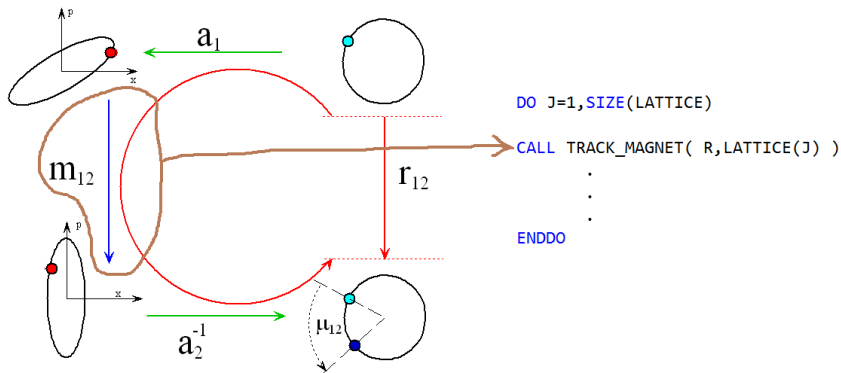 p
x
a₁
m₁₂
r₁₂
p
x
a₂⁻¹
μ₁₂
DO J=1,SIZE(LATTICE)
CALL TRACK_MAGNET( R,LATTICE(J) )
.
.
.
ENDDO